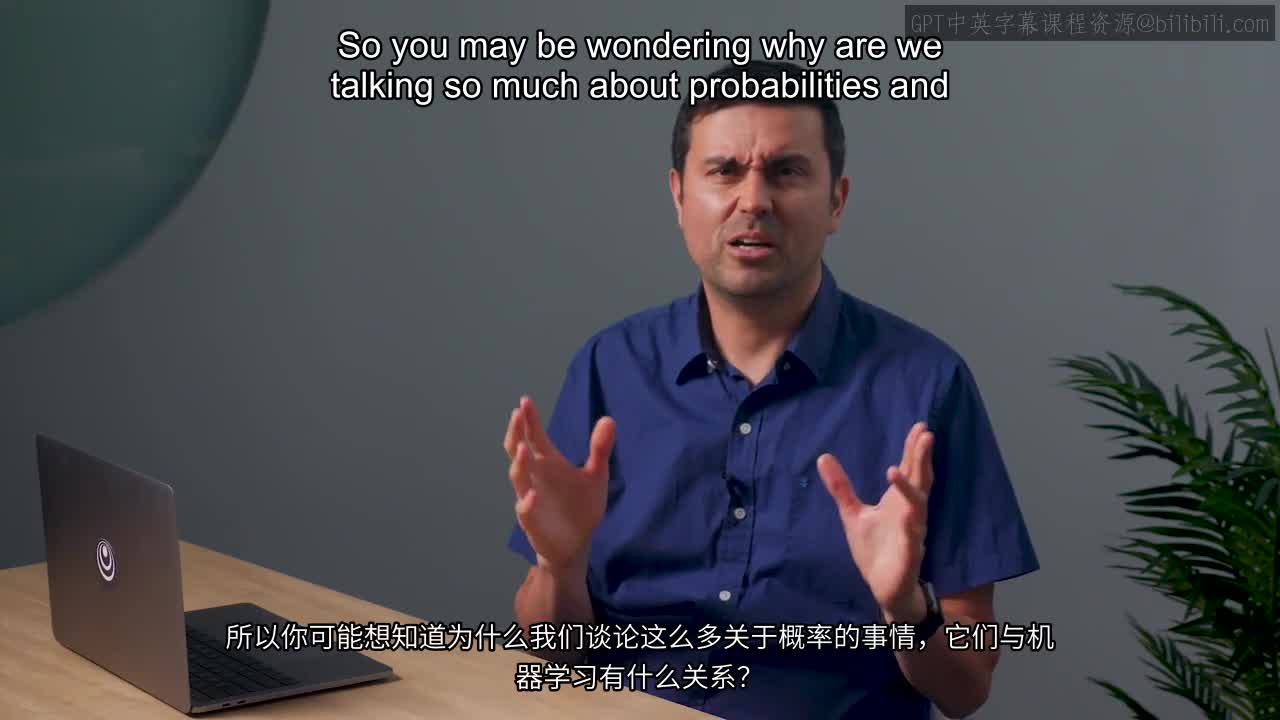 GPT中英字幕课程资源@bilibili.com
So you may be wondering why are we
talking so much about probabilities and
所以你可能想知道为什么我们谈论这么多关于概率的事情，它们与机
器学习有什么关系？